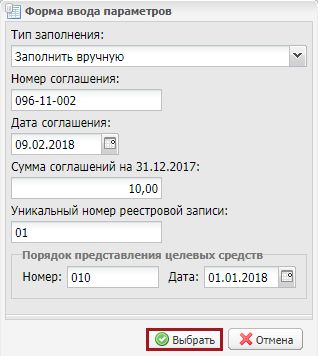 Форма ввода параметров
Тип заполнения:
Заполнить вручную
Номер соглашения:
096-11-002
Дата соглашения:
09.02.2018
Сумма соглашений на 31.12.2017:
10,00
Уникальный номер реестровой записи:
01
Порядок представления целевых средств
Номер: 010 Дата: 01.01.2018
Выбрать Отмена